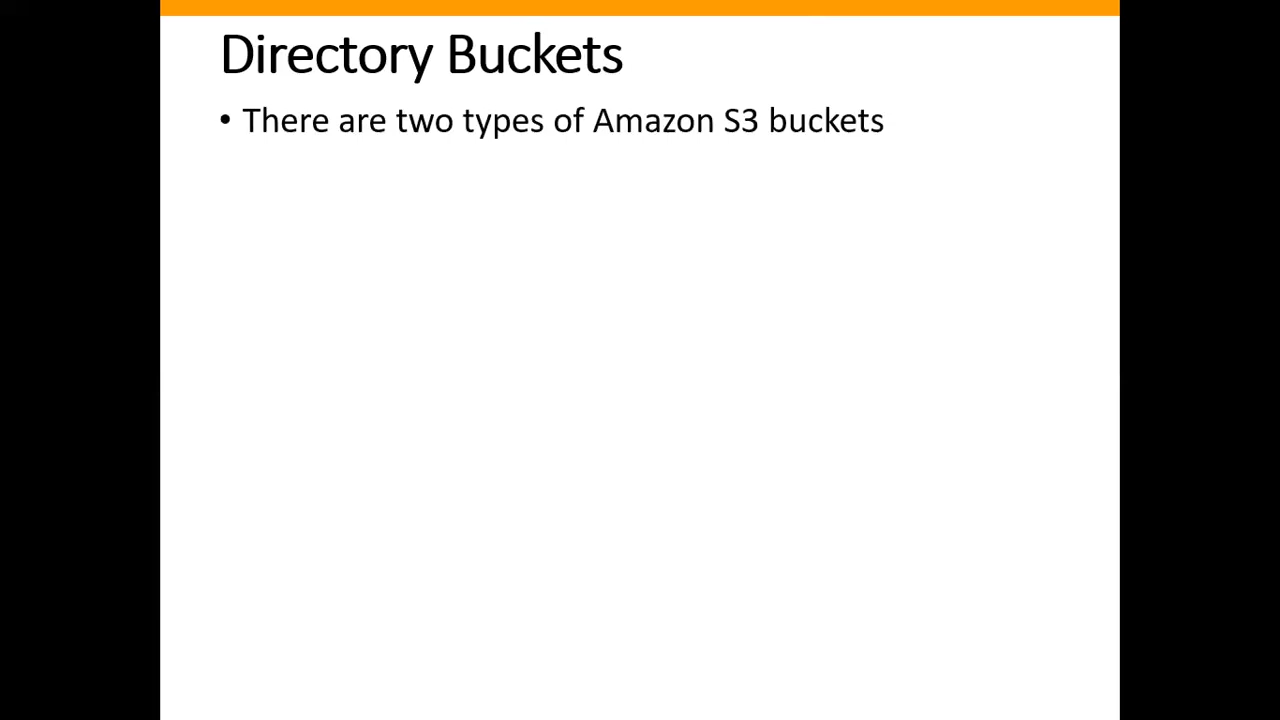 Directory Buckets
• There are two types of Amazon S3 buckets